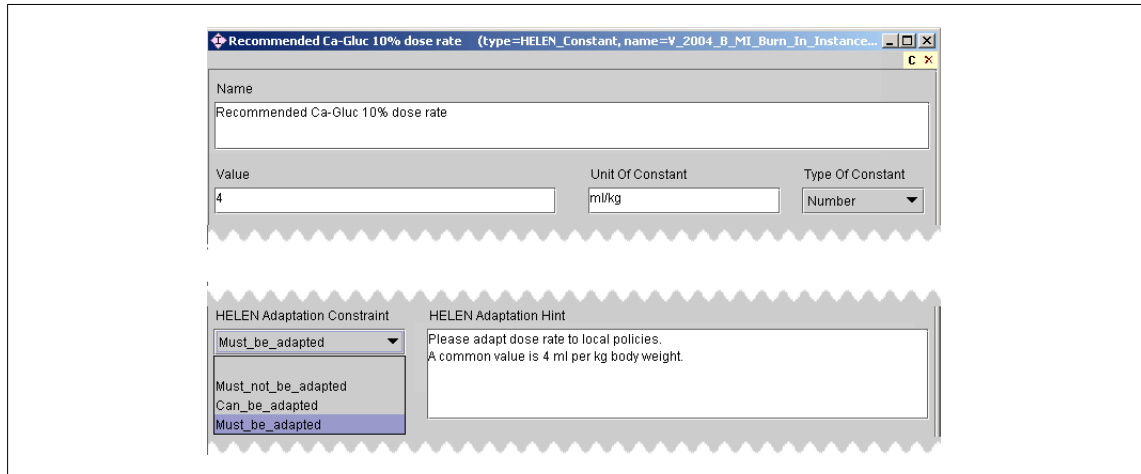 Recommended Ca-Gluc 10% dose rate (type=HELEN_Constant, name=V_2004_B_MI_Burn_In_Instance...
C ×
Name
Recommended Ca-Gluc 10% dose rate
Value
Unit Of Constant
Type Of Constant
4
ml/kg
Number
HELEN Adaptation Constraint
HELEN Adaptation Hint
Must_be_adapted
Please adapt dose rate to local policies.
A common value is 4 ml per kg body weight.
Must_not_be_adapted
Can_be_adapted
Must_be_adapted